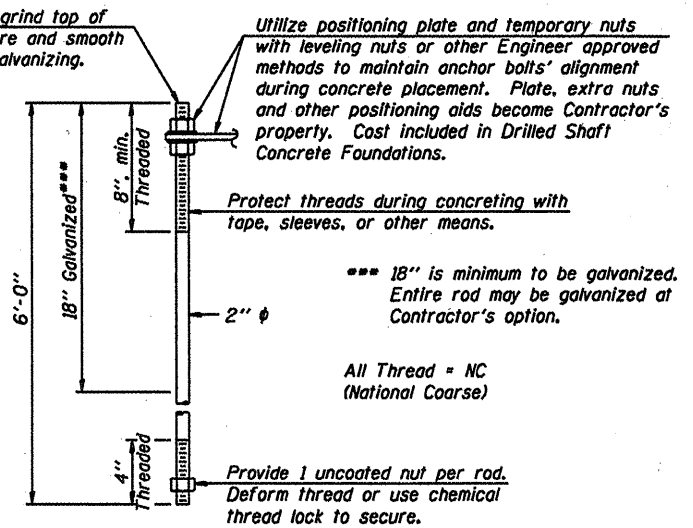 grind top of
re and smooth
alvanizing.
Utilize positioning plate and temporary nuts
with leveling nuts or other Engineer approved
methods to maintain anchor bolts' alignment
during concrete placement. Plate, extra nuts
and other positioning aids become Contractor's
property. Cost included in Drilled Shaft
Concrete Foundations.
8", min.
Threaded
Protect threads during concreting with
tape, sleeves, or other means.
18" Galvanized***
6'-0"
*** 18" is minimum to be galvanized.
Entire rod may be galvanized at
Contractor's option.
2" φ
All Thread = NC
(National Coarse)
4"
Threaded
Provide 1 uncoated nut per rod.
Deform thread or use chemical
thread lock to secure.